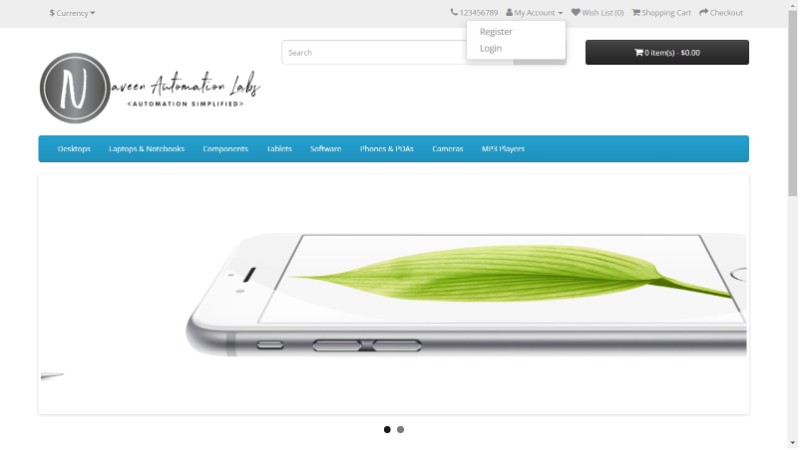 $ Currency 123456789 My Account Wish List (0) Shopping Cart Checkout
Register
Login
Search
0 item(s) - $0.00
N aveen Automation Labs
<AUTOMATION SIMPLIFIED>
Desktops Laptops & Notebooks Components Tablets Software Phones & PDAs Cameras MP3 Players